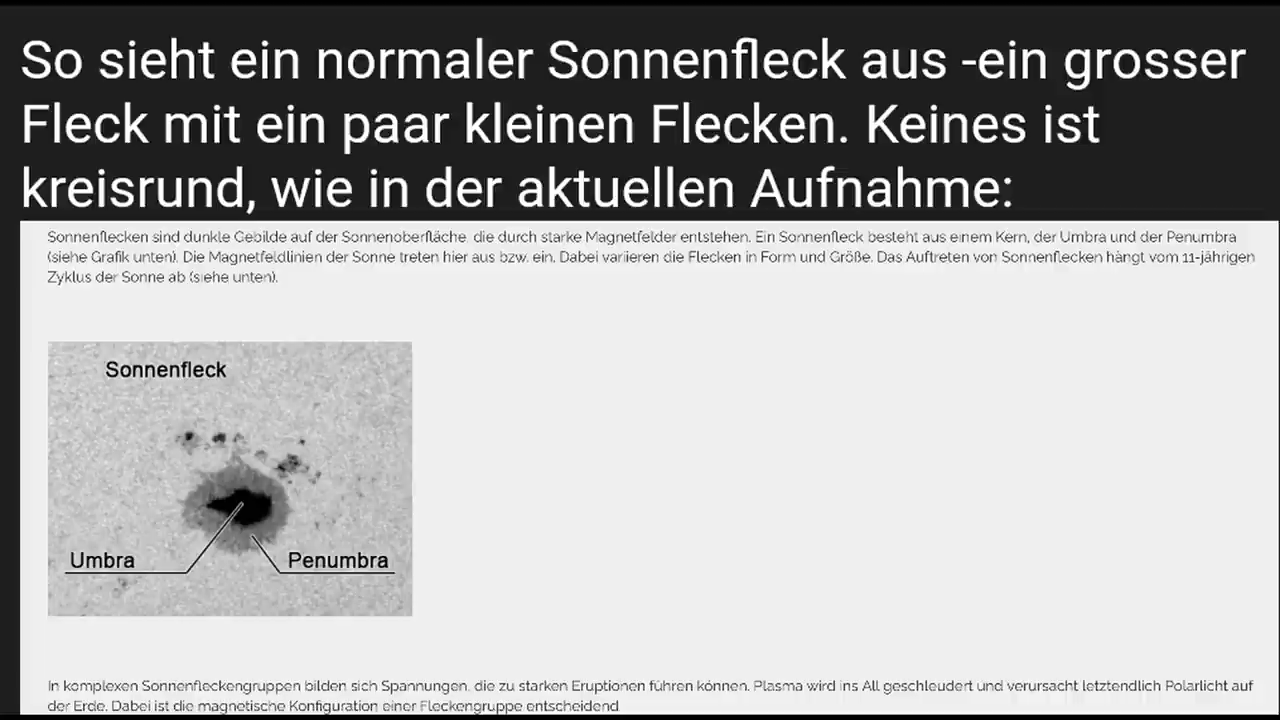 So sieht ein normaler Sonnenfleck aus -ein grosser
Fleck mit ein paar kleinen Flecken. Keines ist
kreisrund, wie in der aktuellen Aufnahme:
Sonnenflecken sind dunkle Gebilde auf der Sonnenoberfläche, die durch starke Magnetfelder entstehen. Ein Sonnenfleck besteht aus einem Kern, der Umbra und der Penumbra
(siehe Grafik unten). Die Magnetfeldlinien der Sonne treten hier aus bzw. ein. Dabei variieren die Flecken in Form und Größe. Das Auftreten von Sonnenflecken hängt vom 11-jährigen
Zyklus der Sonne ab (siehe unten).
Sonnenfleck
Umbra
Penumbra
In komplexen Sonnenfleckengruppen bilden sich Spannungen, die zu starken Eruptionen führen können. Plasma wird ins All geschleudert und verursacht letztendlich Polarlicht auf
der Erde. Dabei ist die magnetische Konfiguration einer Fleckengruppe entscheidend.